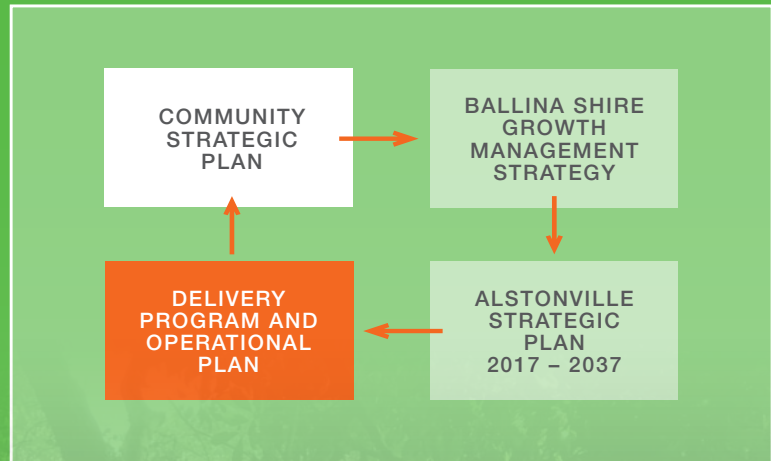 COMMUNITY
STRATEGIC
PLAN
BALLINA SHIRE
GROWTH
MANAGEMENT
STRATEGY
DELIVERY
PROGRAM AND
OPERATIONAL
PLAN
ALSTONVILLE
STRATEGIC
PLAN
2017 – 2037